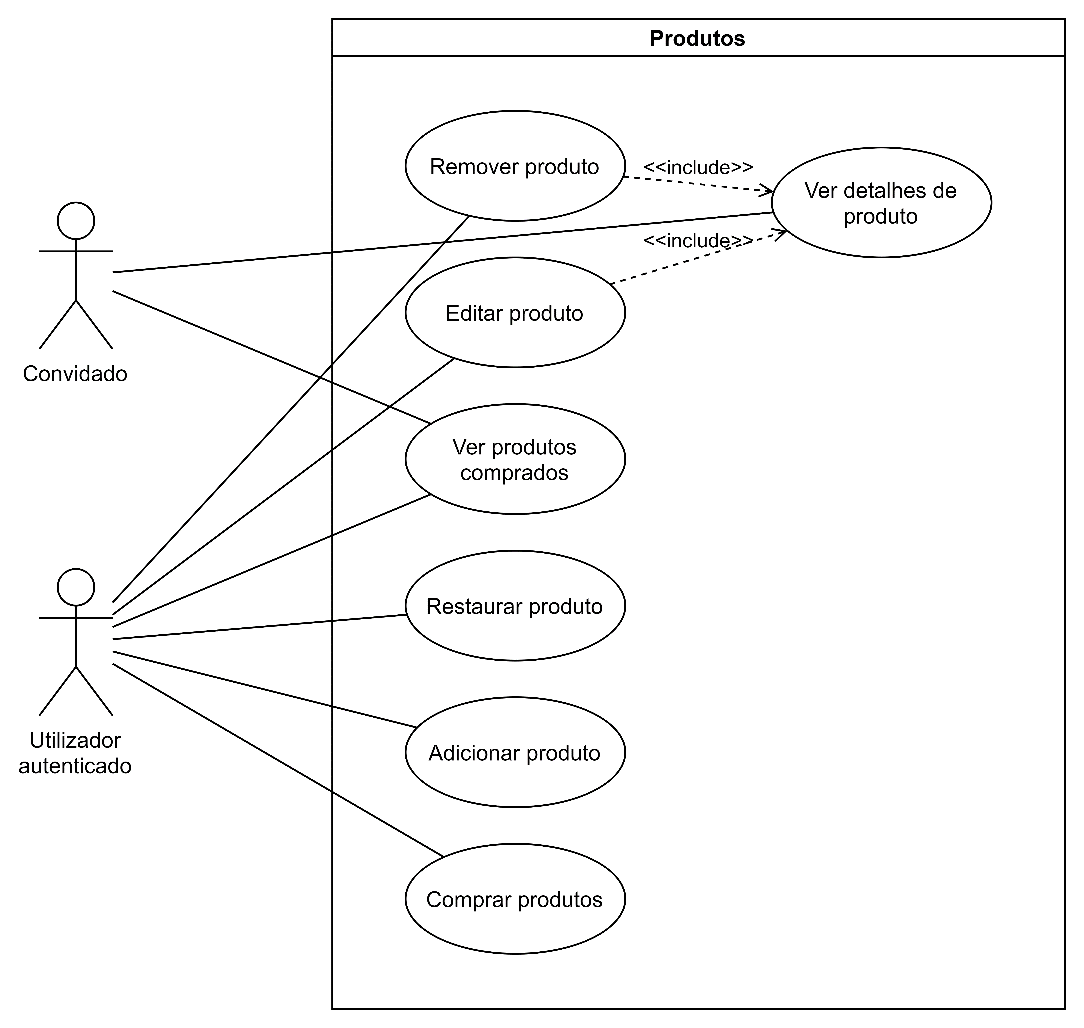 Produtos
Remover produto
<<include>>
Ver detalhes de
produto
<<include>>
Editar produto
Convidado
Ver produtos
comprados
Restaurar produto
Utilizador
autenticado
Adicionar produto
Comprar produtos